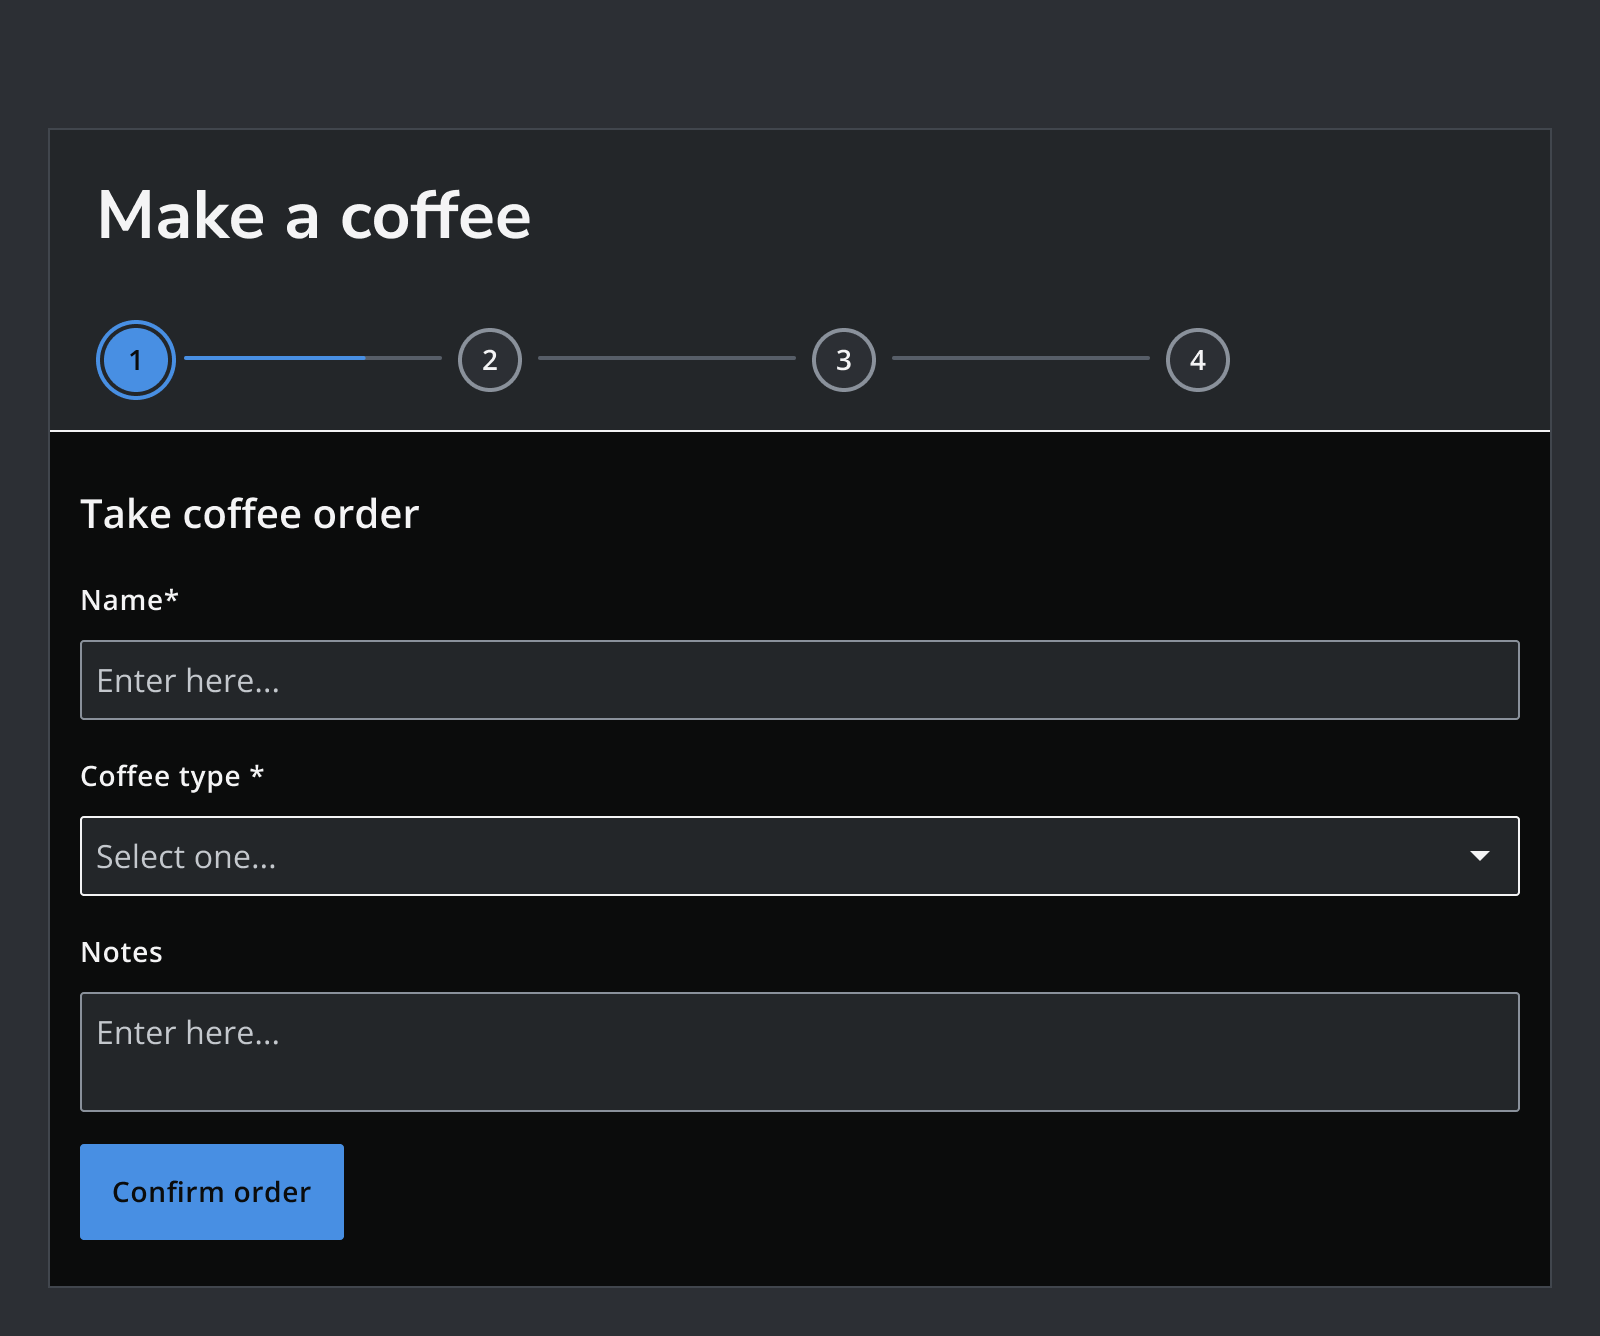 Make a coffee
1 2 3 4
Take coffee order
Name*
Enter here...
Coffee type *
Select one...
Notes
Enter here...
Confirm order